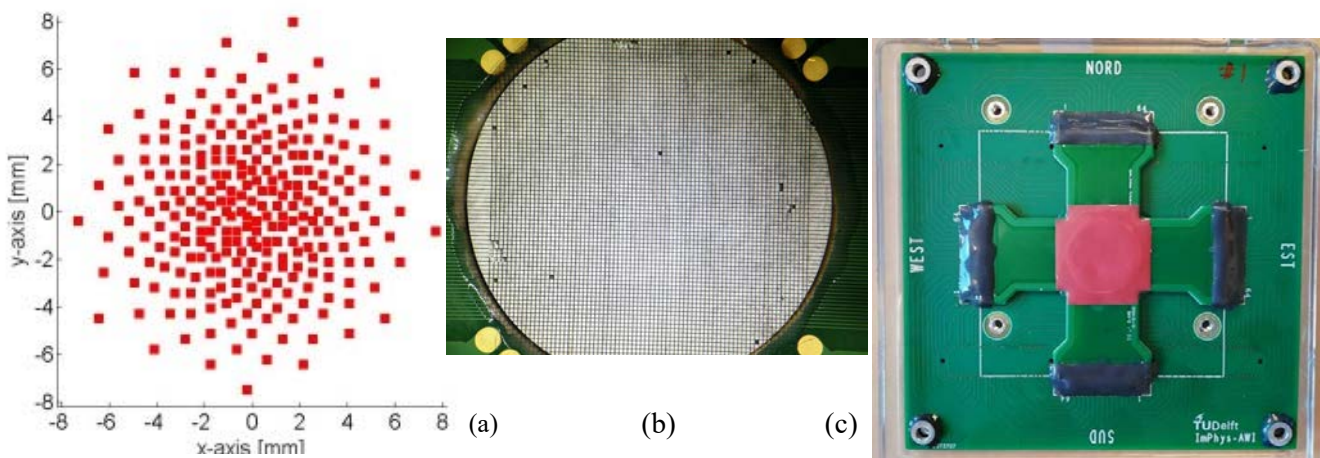 8
6
4
2
0
-2
-4
-6
-8
y-axis [mm]
-8 -6 -4 -2 0 2 4 6 8
x-axis [mm]
(a)
(b)
(c)
NORD
#1
WEST
EST
SUD
TUDelft
ImPhys-AWI